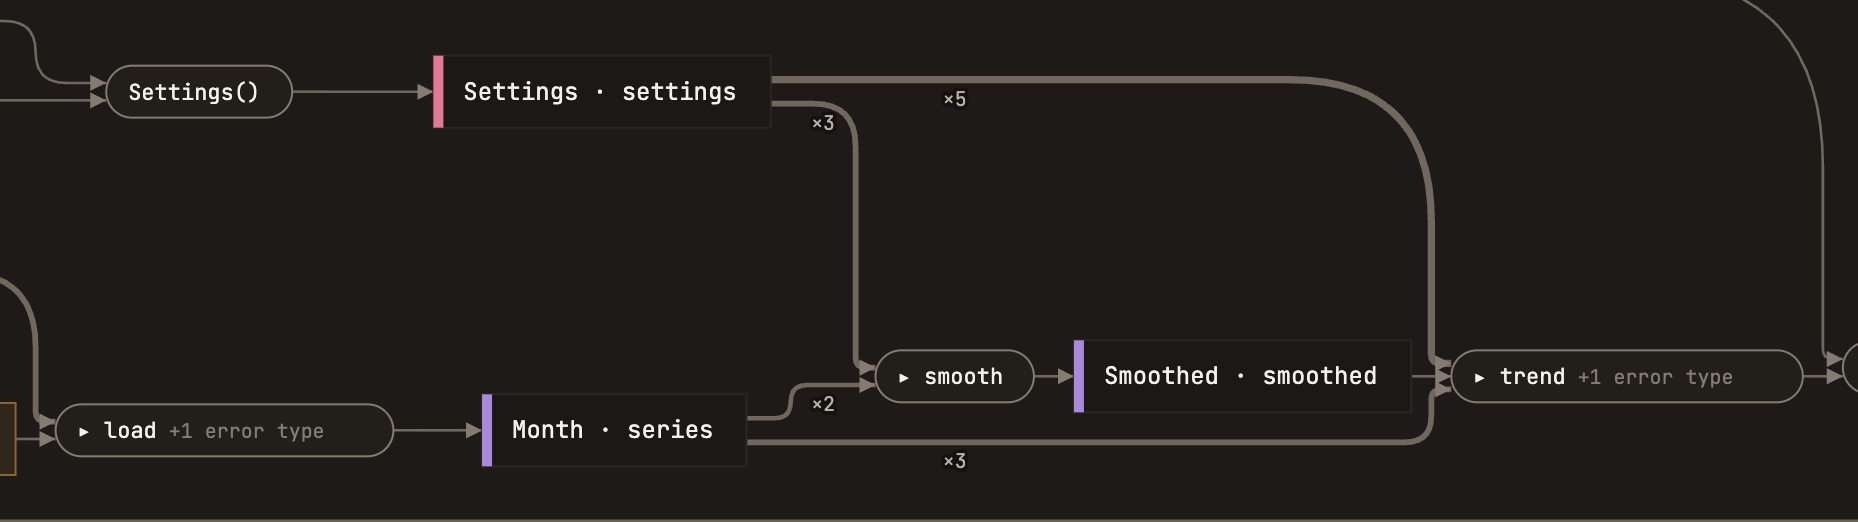 Settings()
Settings · settings
×5
×3
▸ smooth
Smoothed · smoothed
▸ trend +1 error type
×2
▸ load +1 error type
Month · series
×3